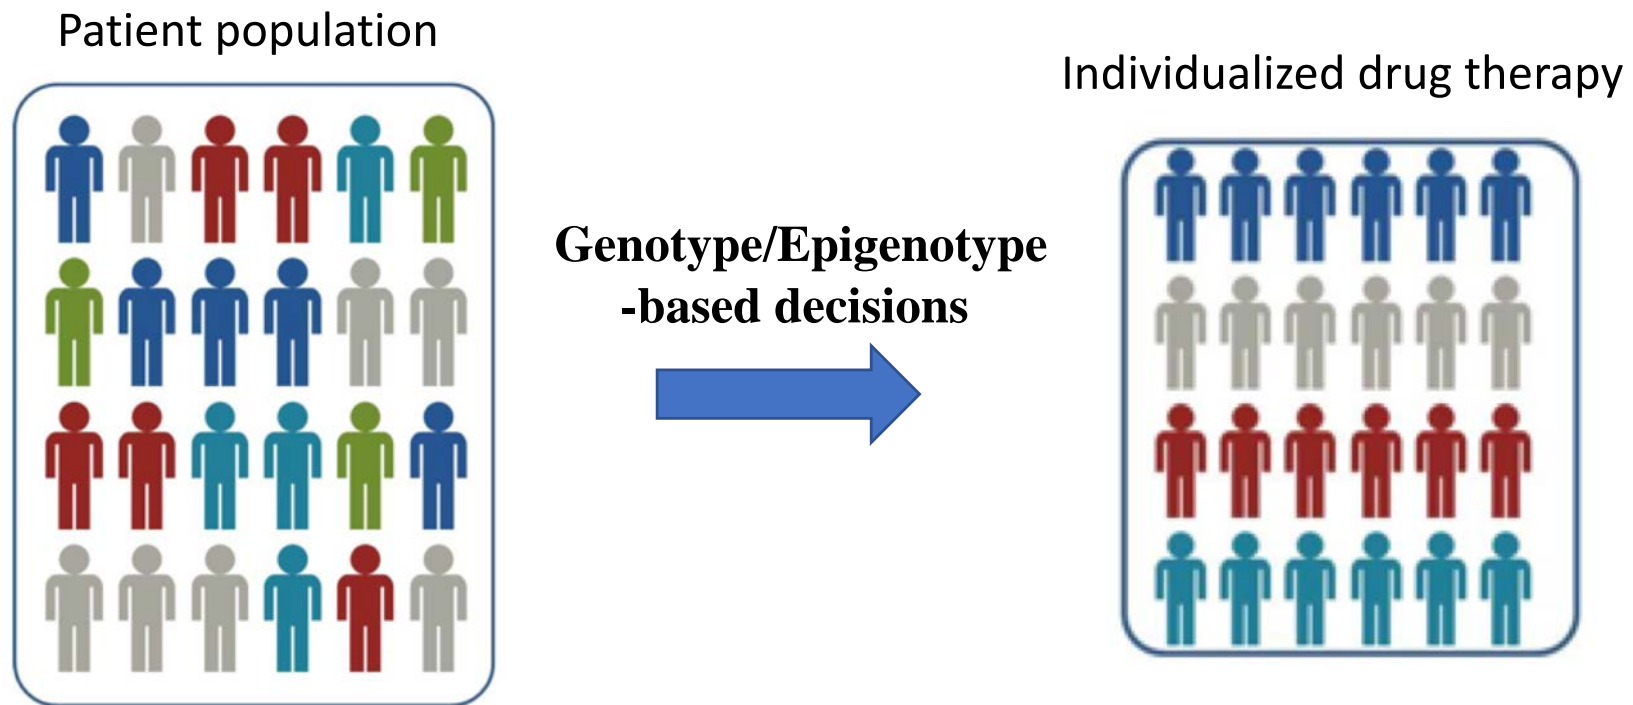 Patient population
Individualized drug therapy
Genotype/Epigenotype
-based decisions